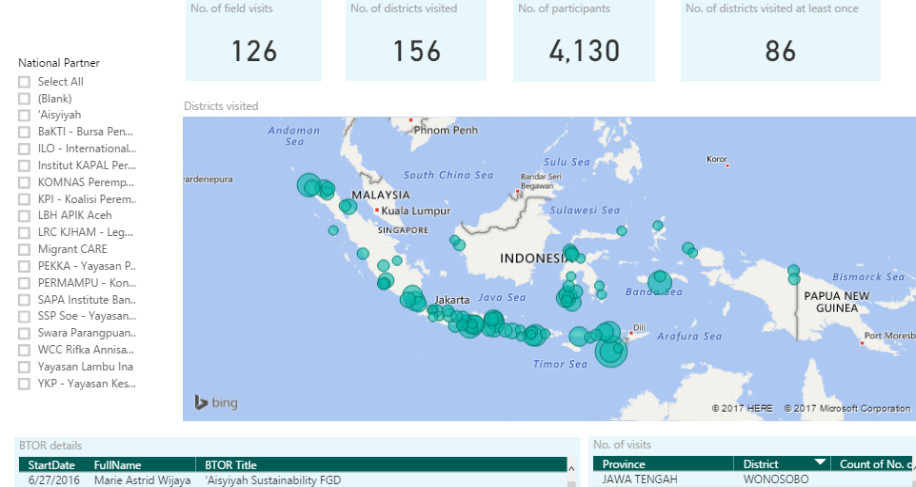 No. of field visits
126
No. of districts visited
156
No. of participants
4,130
No. of districts visited at least once
86
National Partner
Select All
(Blank)
'Aisyiyah
BaKTI - Bursa Pen...
ILO - International...
Institut KAPAL Per...
KOMNAS Peremp...
KPI - Koalisi Perem..
LBH APIK Aceh
LRC KJHAM - Leg...
Migrant CARE
PEKKA - Yayasan P..
PERMAMPU - Kon...
SAPA Institute Ban..
SSP Soe - Yayasan...
Swara Parangpuan..
WCC Rifka Annisa...
Yayasan Lambu Ina
YKP - Yayasan Kes...
Districts visited
Andaman
Sea
Phnom Penh
ardenepura
South China Sea
Sulu Sea
Koror
Bandar Seri
Begawan
MALAYSIA
Kuala Lumpur
Sulawesi Sea
SINGAPORE
INDONESIA
Bismarck Sea
Jakarta
Java Sea
Banda Sea
PAPUA NEW
GUINEA
Dili
Arafura Sea
Port Moresb
Timor Sea
bing
© 2017 HERE © 2017 Microsoft Corporation
BTOR details
StartDate FullName BTOR Title
6/27/2016 Marie Astrid Wijaya 'Aisyiyah Sustainability FGD
No. of visits
Province District Count of No. o
JAWA TENGAH WONOSOBO